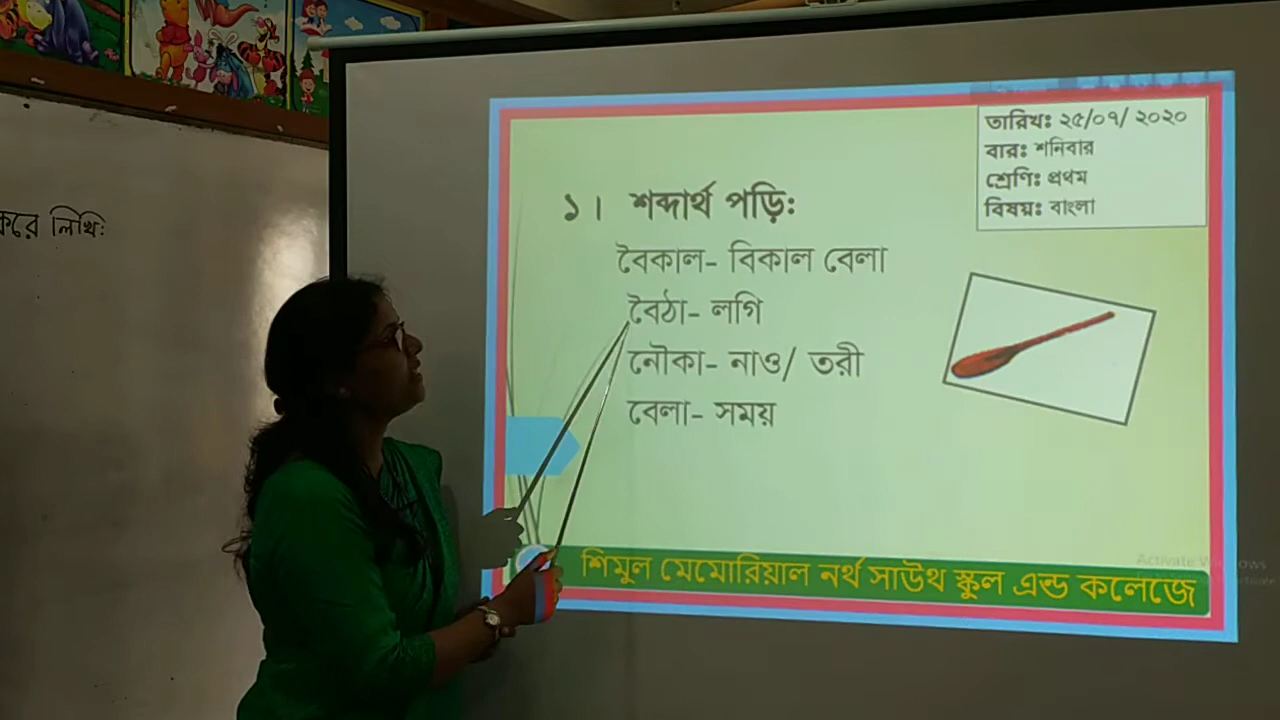 করে লিখি:
তারিখঃ ২৫/০৭/ ২০২০
বারঃ শনিবার
শ্রেণিঃ প্রথম
বিষয়ঃ বাংলা
১। শব্দার্থ পড়িঃ
বৈকাল- বিকাল বেলা
বৈঠা- লগি
নৌকা- নাও/ তরী
বেলা- সময়
শিমুল মেমোরিয়াল নর্থ সাউথ স্কুল এন্ড কলেজে